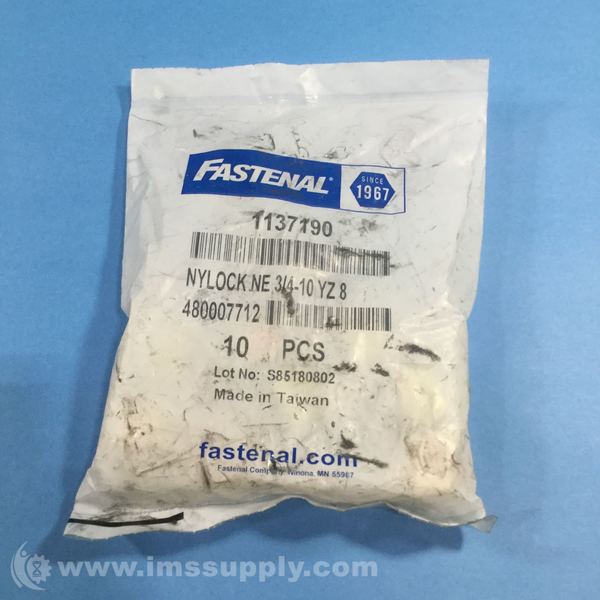 FASTENAL®
SINCE
1967
1137190
NYLOCK NE 3/4-10 YZ 8
480007712
10 PCS
Lot No: S85180802
Made in Taiwan
fastenal.com
Fastenal Company Winona, MN 55987
www.imssupply.com